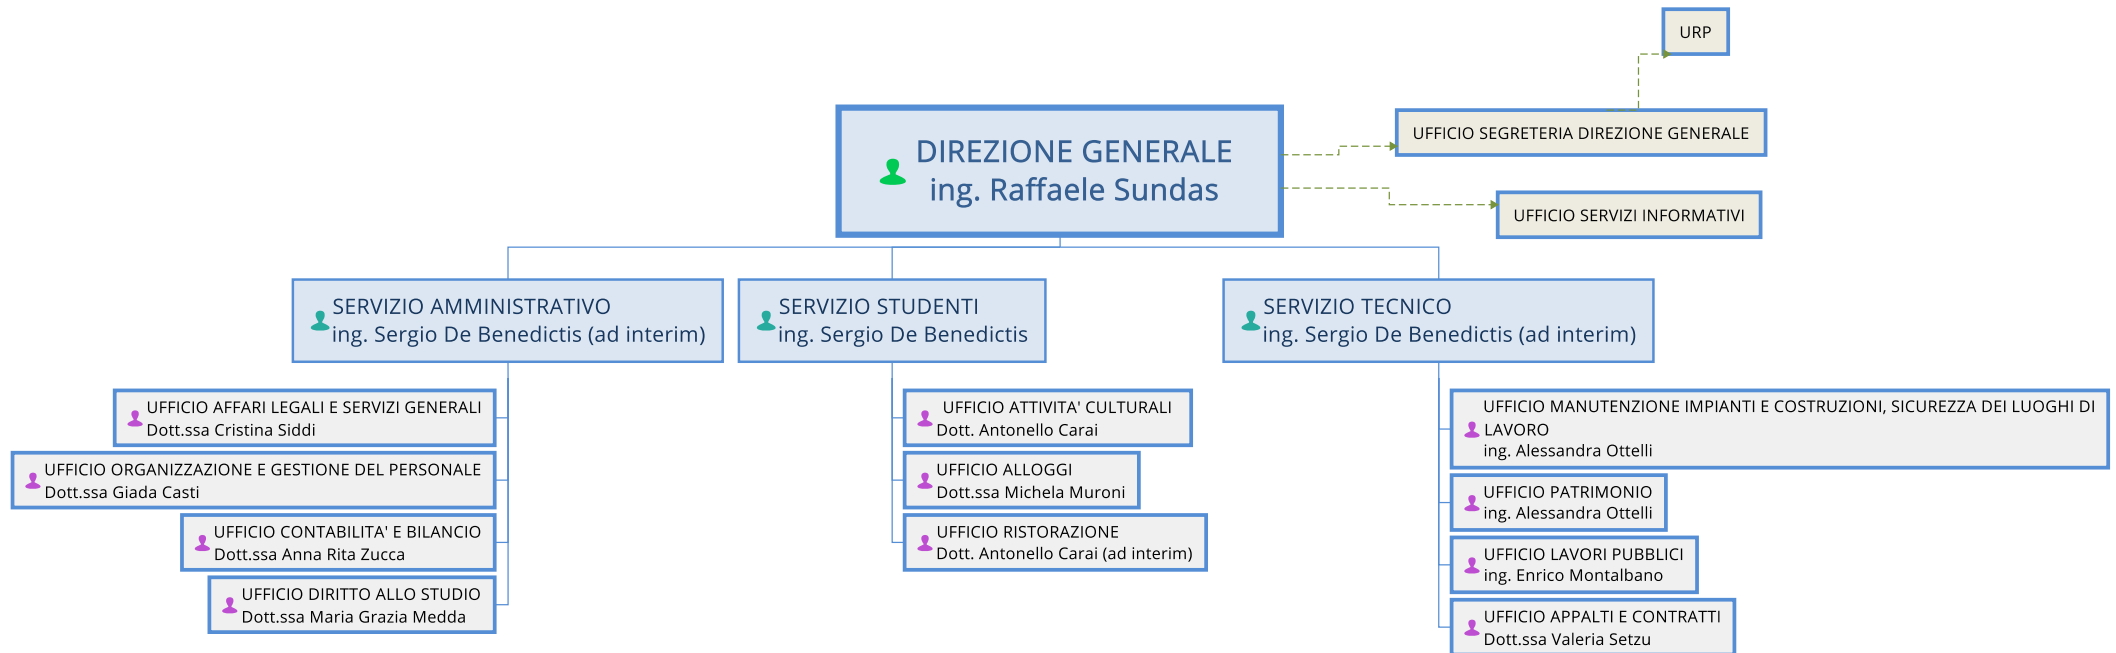 URP
UFFICIO SEGRETERIA DIREZIONE GENERALE
DIREZIONE GENERALE
ing. Raffaele Sundas
UFFICIO SERVIZI INFORMATIVI
SERVIZIO AMMINISTRATIVO
ing. Sergio De Benedictis (ad interim)
SERVIZIO STUDENTI
ing. Sergio De Benedictis
SERVIZIO TECNICO
ing. Sergio De Benedictis (ad interim)
UFFICIO AFFARI LEGALI E SERVIZI GENERALI
Dott.ssa Cristina Siddi
UFFICIO ORGANIZZAZIONE E GESTIONE DEL PERSONALE
Dott.ssa Giada Casti
UFFICIO CONTABILITA' E BILANCIO
Dott.ssa Anna Rita Zucca
UFFICIO DIRITTO ALLO STUDIO
Dott.ssa Maria Grazia Medda
UFFICIO ATTIVITA' CULTURALI
Dott. Antonello Carai
UFFICIO ALLOGGI
Dott.ssa Michela Muroni
UFFICIO RISTORAZIONE
Dott. Antonello Carai (ad interim)
UFFICIO MANUTENZIONE IMPIANTI E COSTRUZIONI, SICUREZZA DEI LUOGHI DI
LAVORO
ing. Alessandra Ottelli
UFFICIO PATRIMONIO
ing. Alessandra Ottelli
UFFICIO LAVORI PUBBLICI
ing. Enrico Montalbano
UFFICIO APPALTI E CONTRATTI
Dott.ssa Valeria Setzu